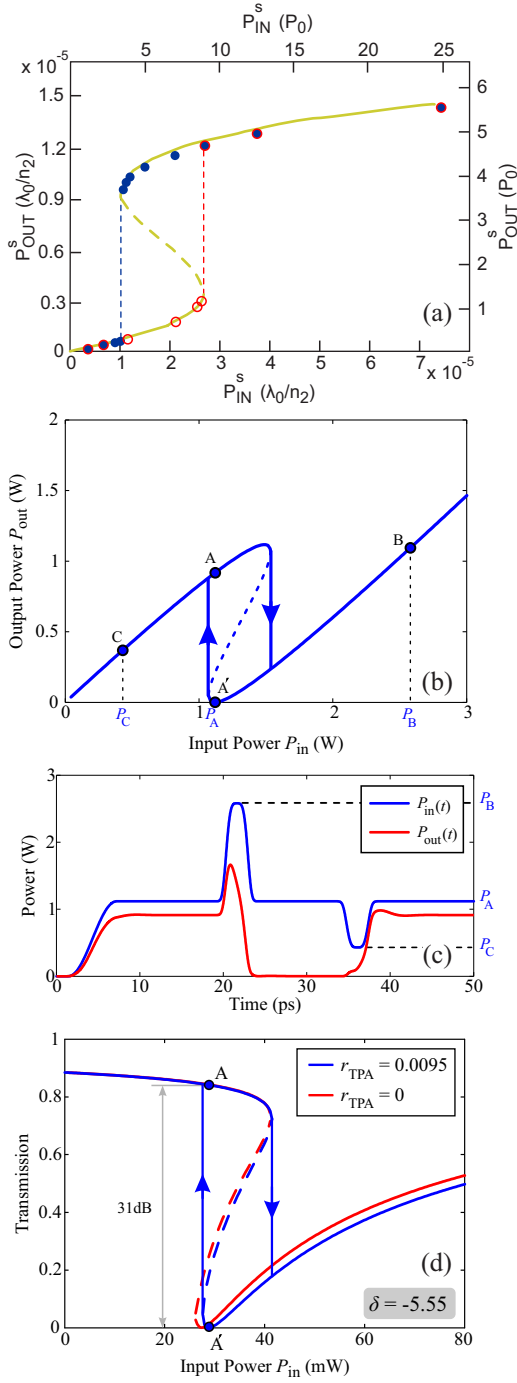 P^s_IN (P_0)
5 10 15 20 25
x 10^-5
1.5
1.2
0.9
0.6
0.3
0
P^s_OUT (λ_0/n_2)
6
5
4
3
2
1
P^s_OUT (P_0)
(a)
0 1 2 3 4 5 6 7 x 10^-5
P^s_IN (λ_0/n_2)
2
1.5
1
0.5
0
Output Power P_out (W)
A
B
C
A′
(b)
0 1 2 3
P_C P_A P_B
Input Power P_in (W)
3
2
1
0
Power (W)
P_in(t)
P_out(t)
P_B
P_A
P_C
(c)
0 10 20 30 40 50
Time (ps)
1
0.8
0.6
0.4
0.2
0
Transmission
r_TPA = 0.0095
r_TPA = 0
A
31dB
(d)
δ = -5.55
A′
0 20 40 60 80
Input Power P_in (mW)